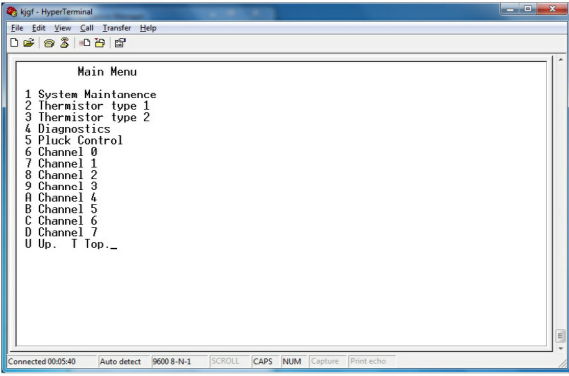 kjgf - HyperTerminal
File Edit View Call Transfer Help
Main Menu
1 System Maintanence
2 Thermistor type 1
3 Thermistor type 2
4 Diagnostics
5 Pluck Control
6 Channel 0
7 Channel 1
8 Channel 2
9 Channel 3
A Channel 4
B Channel 5
C Channel 6
D Channel 7
U Up. T Top._
Connected 00:05:40 Auto detect 9600 8-N-1 SCROLL CAPS NUM Capture Print echo